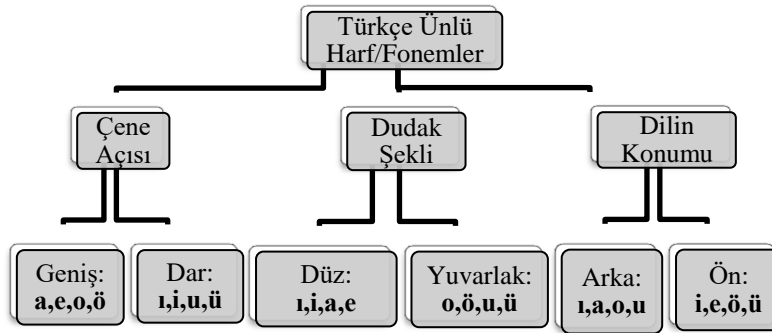 Türkçe Ünlü
Harf/Fonemler
Çene
Açısı
Dudak
Şekli
Dilin
Konumu
Geniş:
a,e,o,ö
Dar:
ı,i,u,ü
Düz:
ı,i,a,e
Yuvarlak:
o,ö,u,ü
Arka:
ı,a,o,u
Ön:
i,e,ö,ü